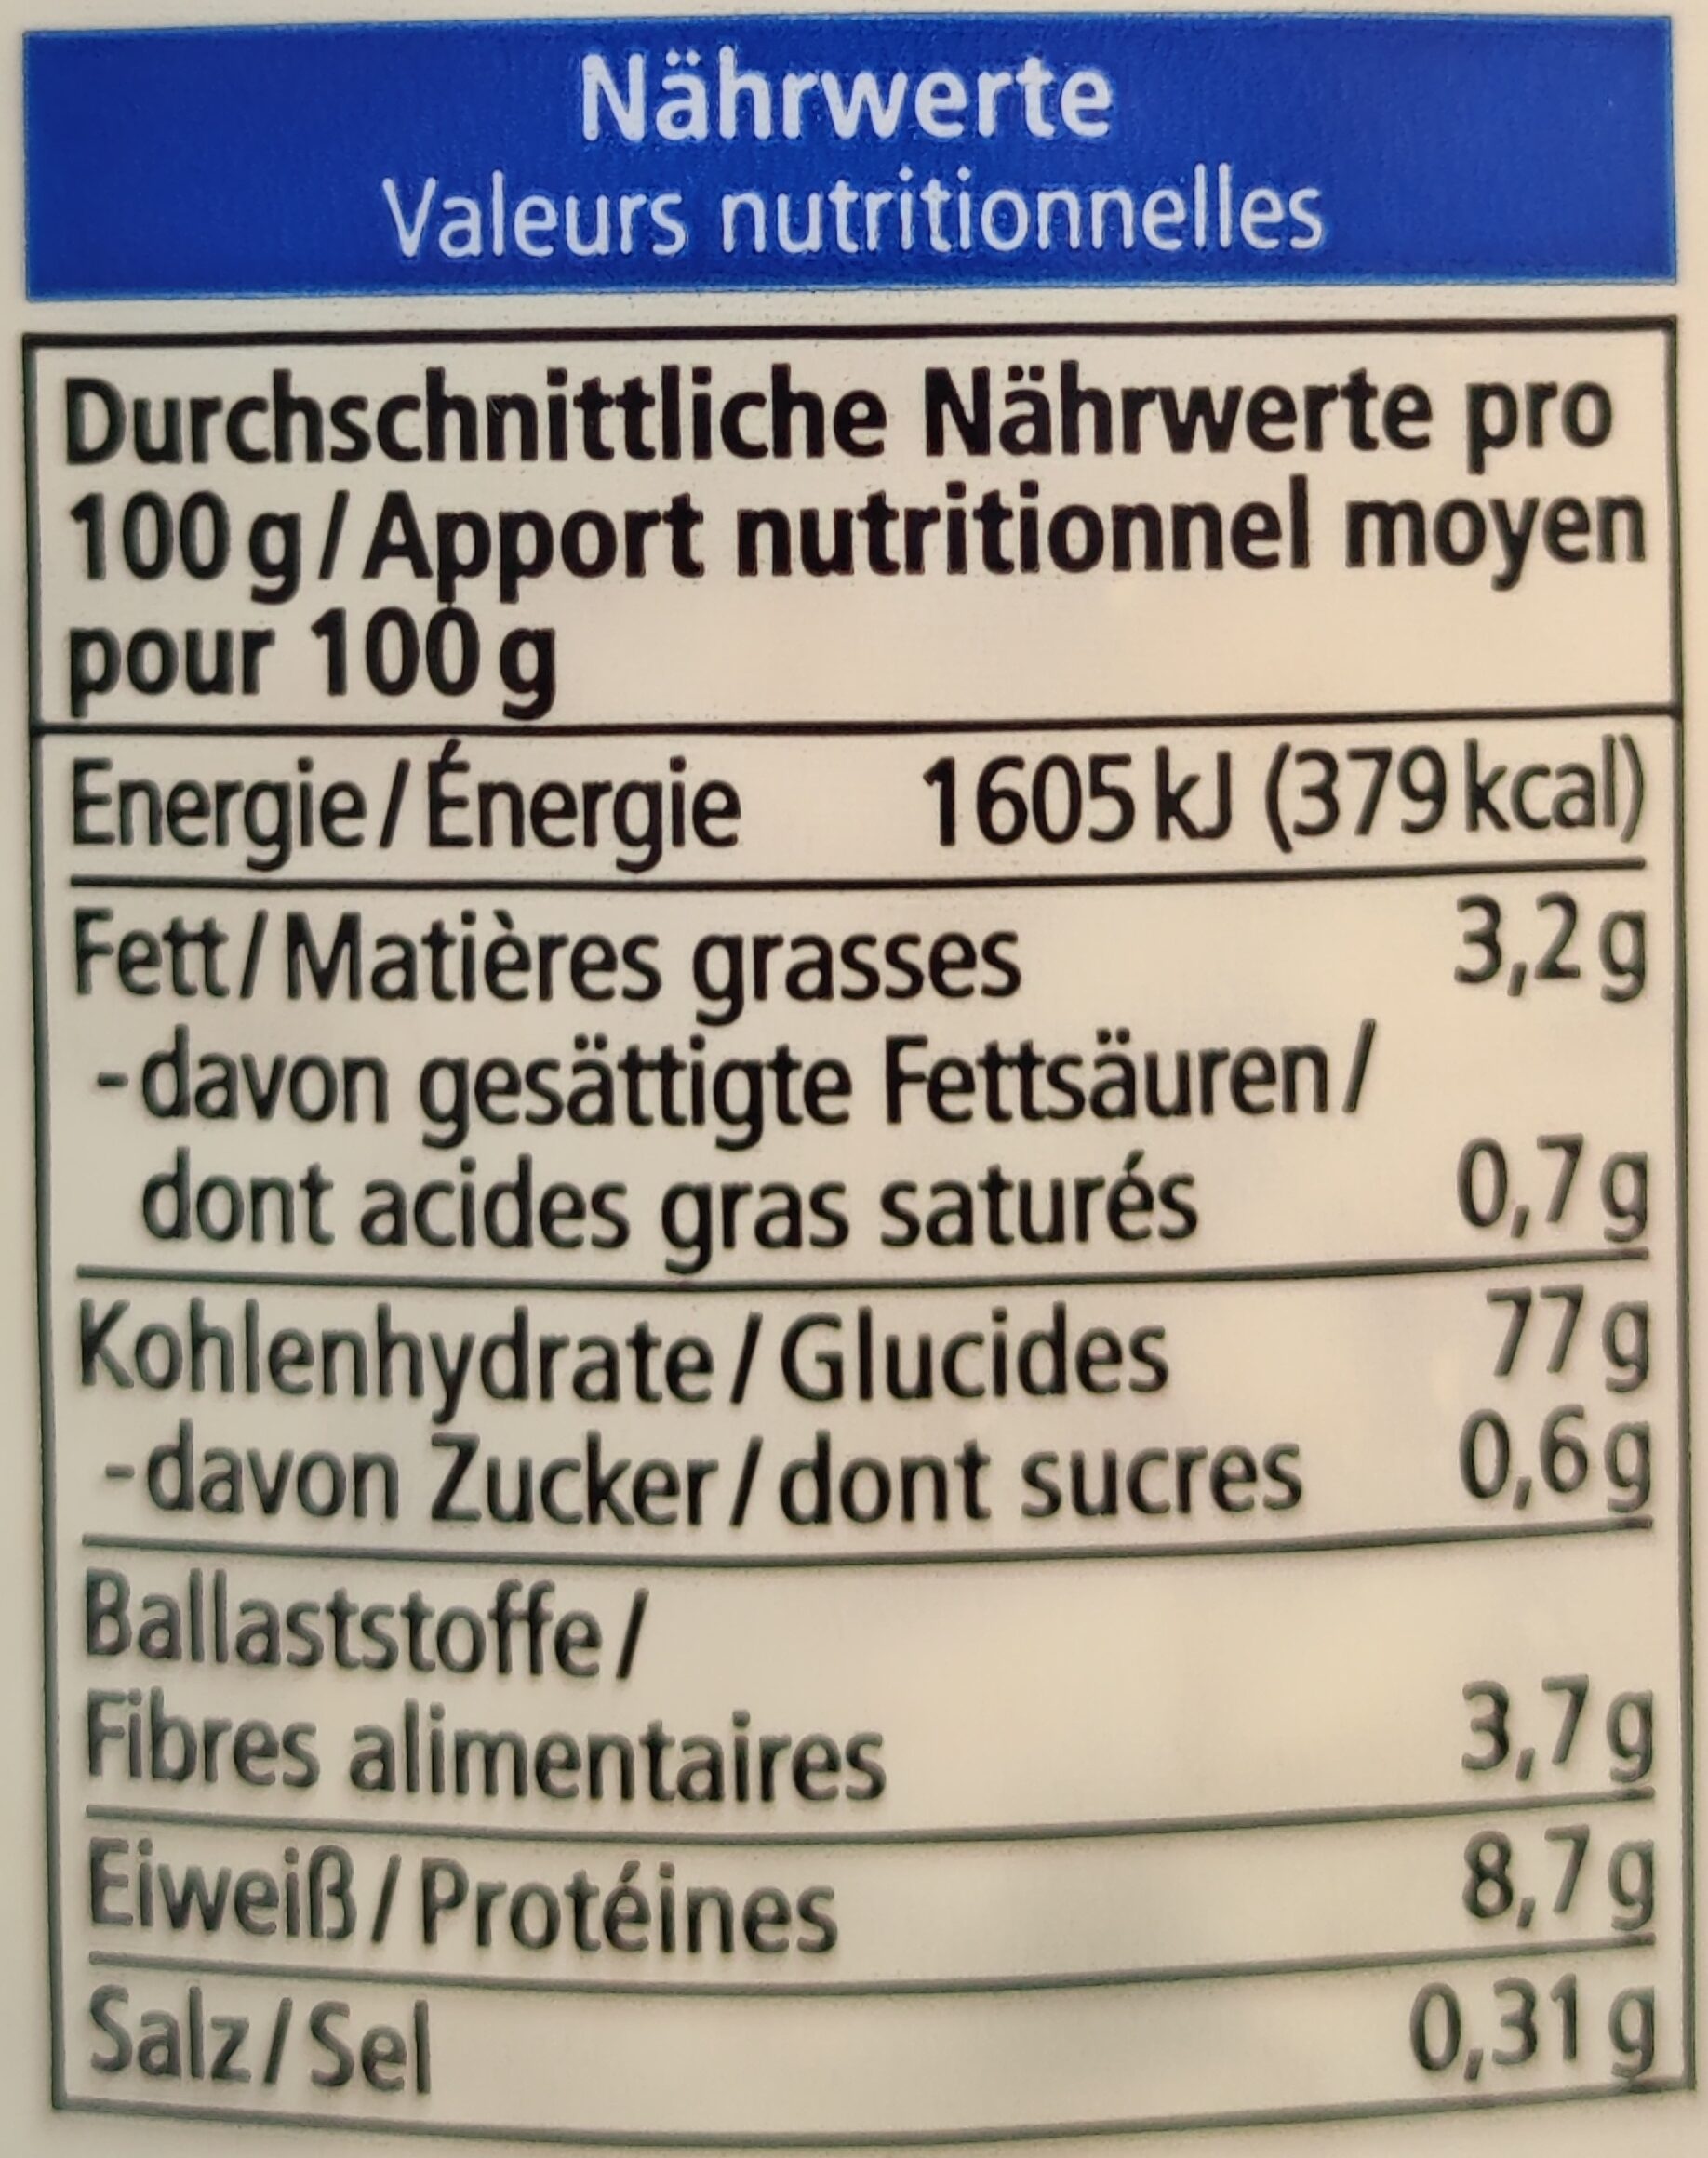 Nährwerte
Valeurs nutritionnelles
Durchschnittliche Nährwerte pro
100 g/Apport nutritionnel moyen
pour 100 g
Energie/Énergie 1605 kJ (379 kcal)
Fett/Matières grasses 3,2 g
-davon gesättigte Fettsäuren/
dont acides gras saturés 0,7 g
Kohlenhydrate/Glucides 77 g
-davon Zucker/dont sucres 0,6 g
Ballaststoffe/
Fibres alimentaires 3,7 g
Eiweiß/Protéines 8,7 g
Salz/Sel 0,31 g